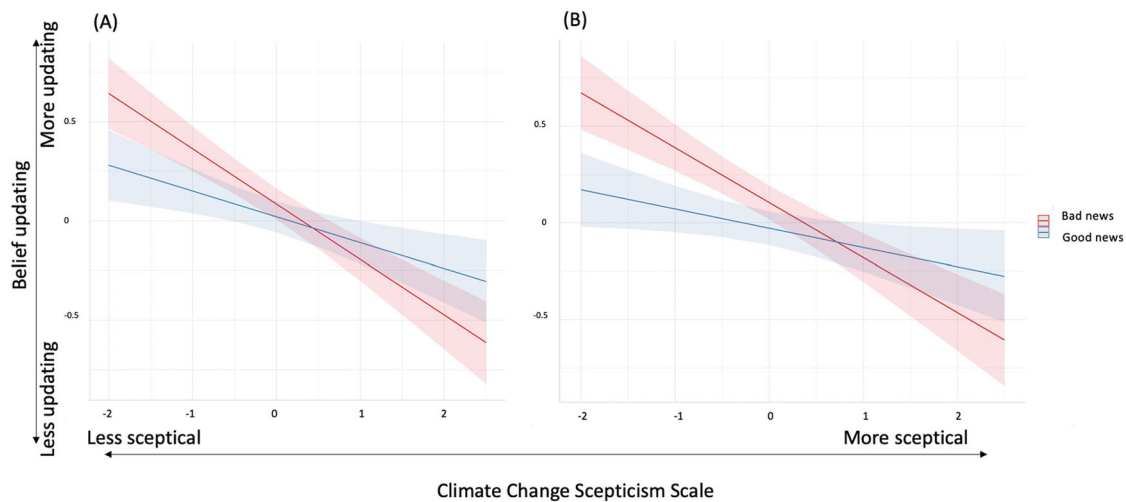 (A)
(B)
More updating
Belief updating
Less updating
0.5
0
-0.5
-2
-1
0
1
2
0.5
0
-0.5
-2
-1
0
1
2
Bad news
Good news
Less sceptical
More sceptical
Climate Change Scepticism Scale